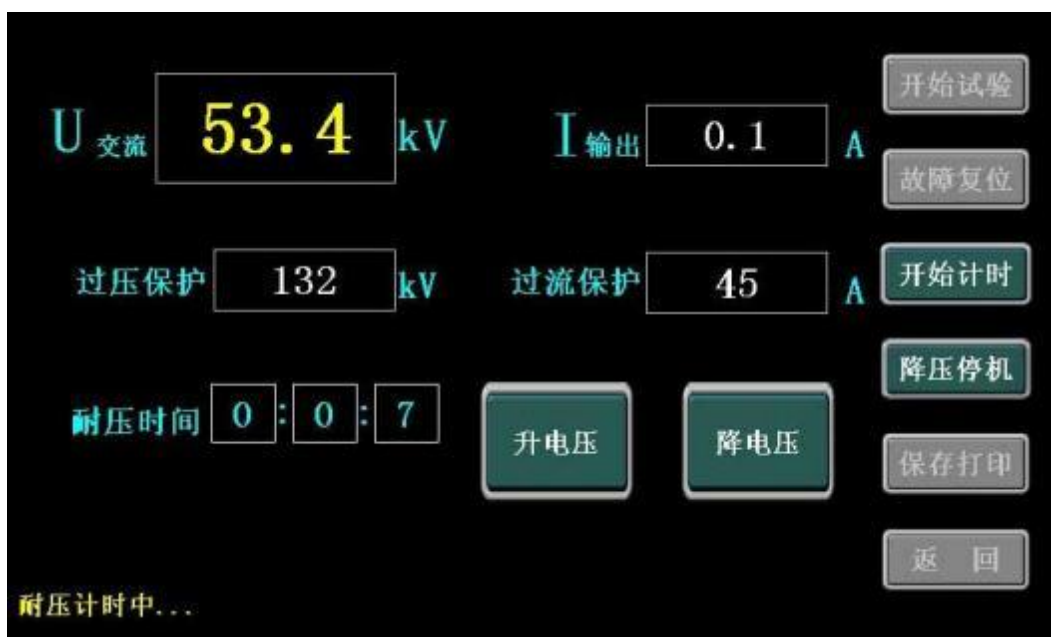 开始试验
U交流 53.4 kV I输出 0.1 A
故障复位
过压保护 132 kV 过流保护 45 A 开始计时
降压停机
耐压时间 0:0:7 升电压 降电压
保存打印
返 回
耐压计时中...